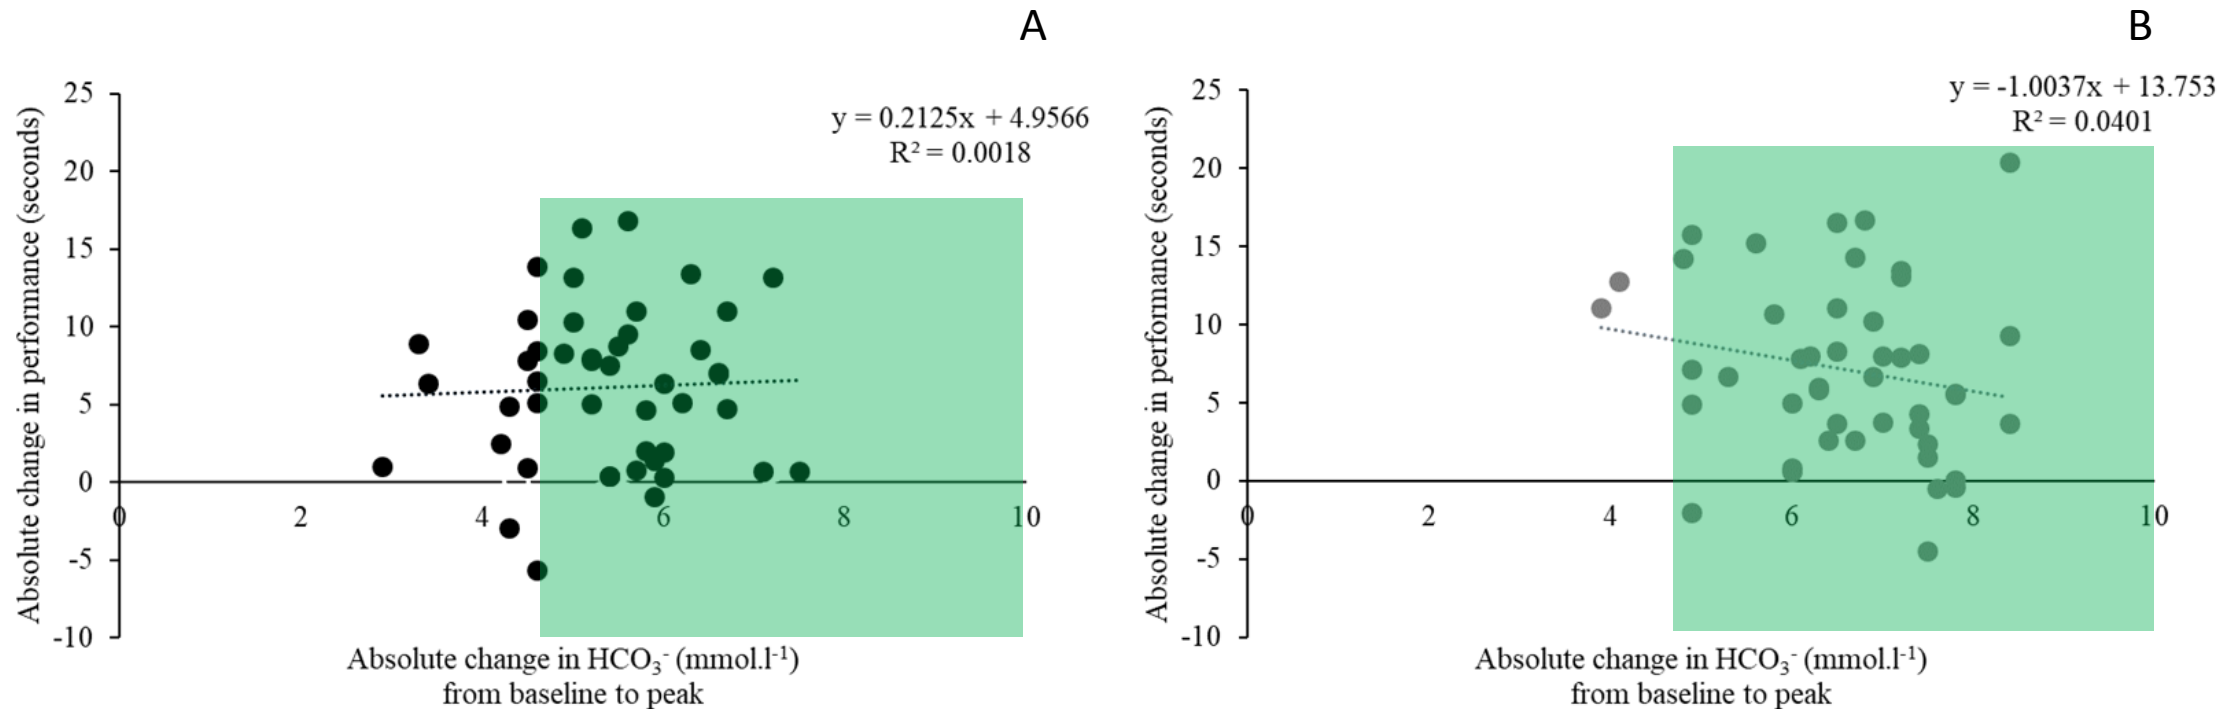 A
y = 0.2125x + 4.9566
R² = 0.0018
Absolute change in performance (seconds)
25
20
15
10
5
0
-5
-10
0 2 4 6 8 10
Absolute change in HCO₃⁻ (mmol.l⁻¹)
from baseline to peak
B
y = -1.0037x + 13.753
R² = 0.0401
Absolute change in performance (seconds)
25
20
15
10
5
0
-5
-10
0 2 4 6 8 10
Absolute change in HCO₃⁻ (mmol.l⁻¹)
from baseline to peak